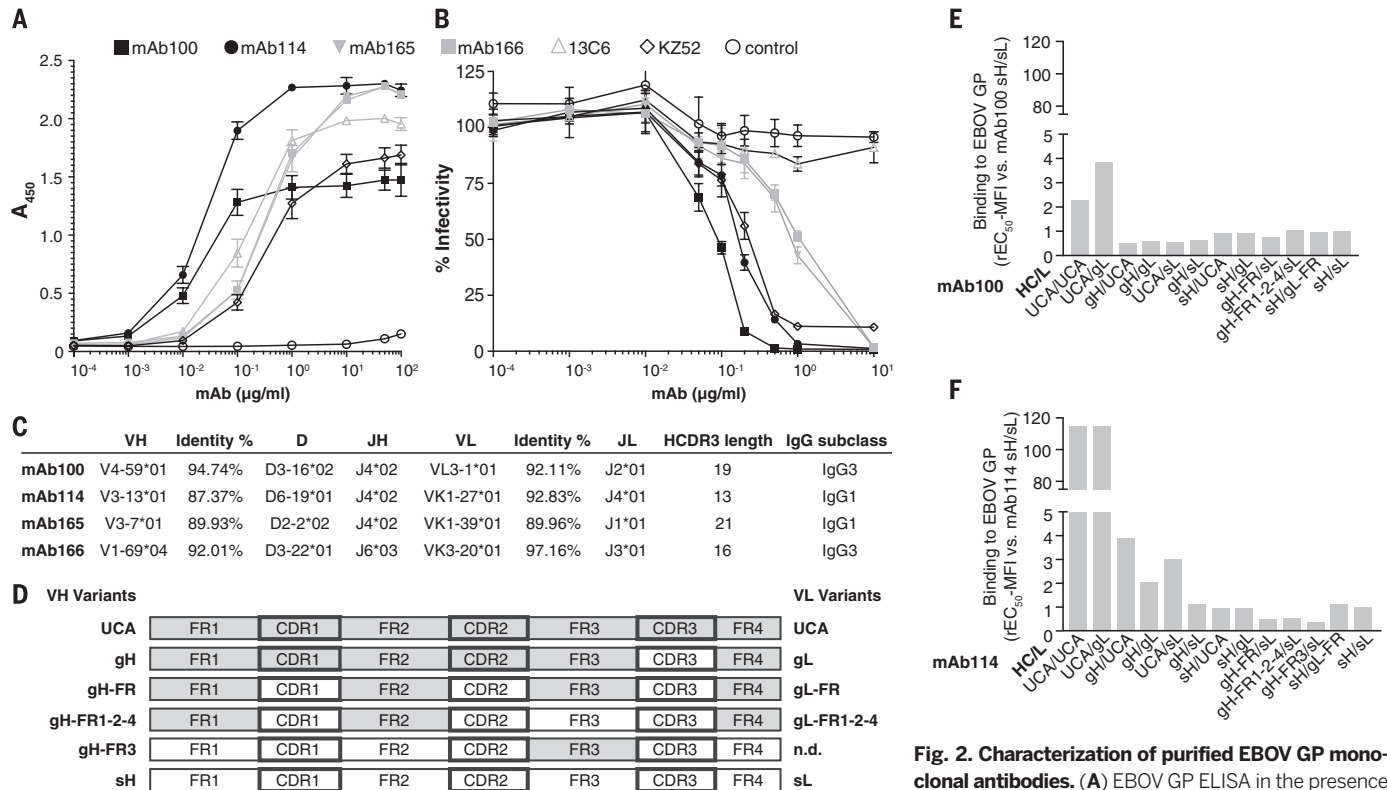 A
B
E
mAb100 mAb114 mAb165 mAb166 13C6 KZ52 control
2.5
2.0
1.5
1.0
0.5
0
A450
10-4 10-3 10-2 10-1 100 101 102
mAb (µg/ml)
125
100
75
50
25
0
% Infectivity
10-4 10-3 10-2 10-1 100 101
mAb (µg/ml)
120
100
80
5
4
3
2
1
0
Binding to EBOV GP
(rEC50-MFI vs. mAb100 sH/sL)
mAb100
HC/L
UCA/UCA
UCA/gL
gH/UCA
gH/gL
UCA/sL
gH/sL
sH/UCA
sH/gL
gH-FR/sL
gH-FR1-2-4/sL
sH/gL-FR
sH/sL
C
VH Identity % D JH VL Identity % JL HCDR3 length IgG subclass
mAb100 V4-59*01 94.74% D3-16*02 J4*02 VL3-1*01 92.11% J2*01 19 IgG3
mAb114 V3-13*01 87.37% D6-19*01 J4*02 VK1-27*01 92.83% J4*01 13 IgG1
mAb165 V3-7*01 89.93% D2-2*02 J4*02 VK1-39*01 89.96% J1*01 21 IgG1
mAb166 V1-69*04 92.01% D3-22*01 J6*03 VK3-20*01 97.16% J3*01 16 IgG3
D VH Variants VL Variants
UCA FR1 CDR1 FR2 CDR2 FR3 CDR3 FR4 UCA
gH FR1 CDR1 FR2 CDR2 FR3 CDR3 FR4 gL
gH-FR FR1 CDR1 FR2 CDR2 FR3 CDR3 FR4 gL-FR
gH-FR1-2-4 FR1 CDR1 FR2 CDR2 FR3 CDR3 FR4 gL-FR1-2-4
gH-FR3 FR1 CDR1 FR2 CDR2 FR3 CDR3 FR4 n.d.
sH FR1 CDR1 FR2 CDR2 FR3 CDR3 FR4 sL
F
120
100
80
5
4
3
2
1
0
Binding to EBOV GP
(rEC50-MFI vs. mAb114 sH/sL)
mAb114
HC/L
UCA/UCA
UCA/gL
gH/UCA
gH/gL
UCA/sL
gH/sL
sH/UCA
sH/gL
gH-FR/sL
gH-FR1-2-4/sL
gH-FR3/sL
sH/gL-FR
sH/sL
Fig. 2. Characterization of purified EBOV GP mono-
clonal antibodies. (A) EBOV GP ELISA in the presence